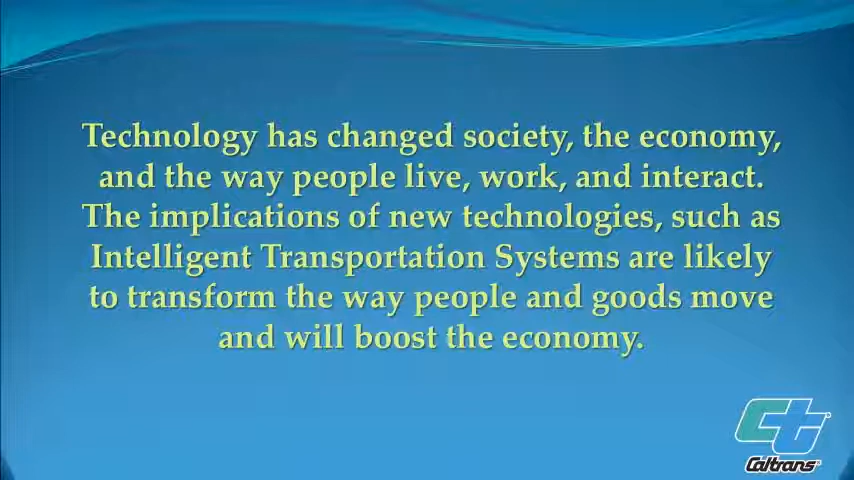 Technology has changed society, the economy,
and the way people live, work, and interact.
The implications of new technologies, such as
Intelligent Transportation Systems are likely
to transform the way people and goods move
and will boost the economy.
ct
Caltrans